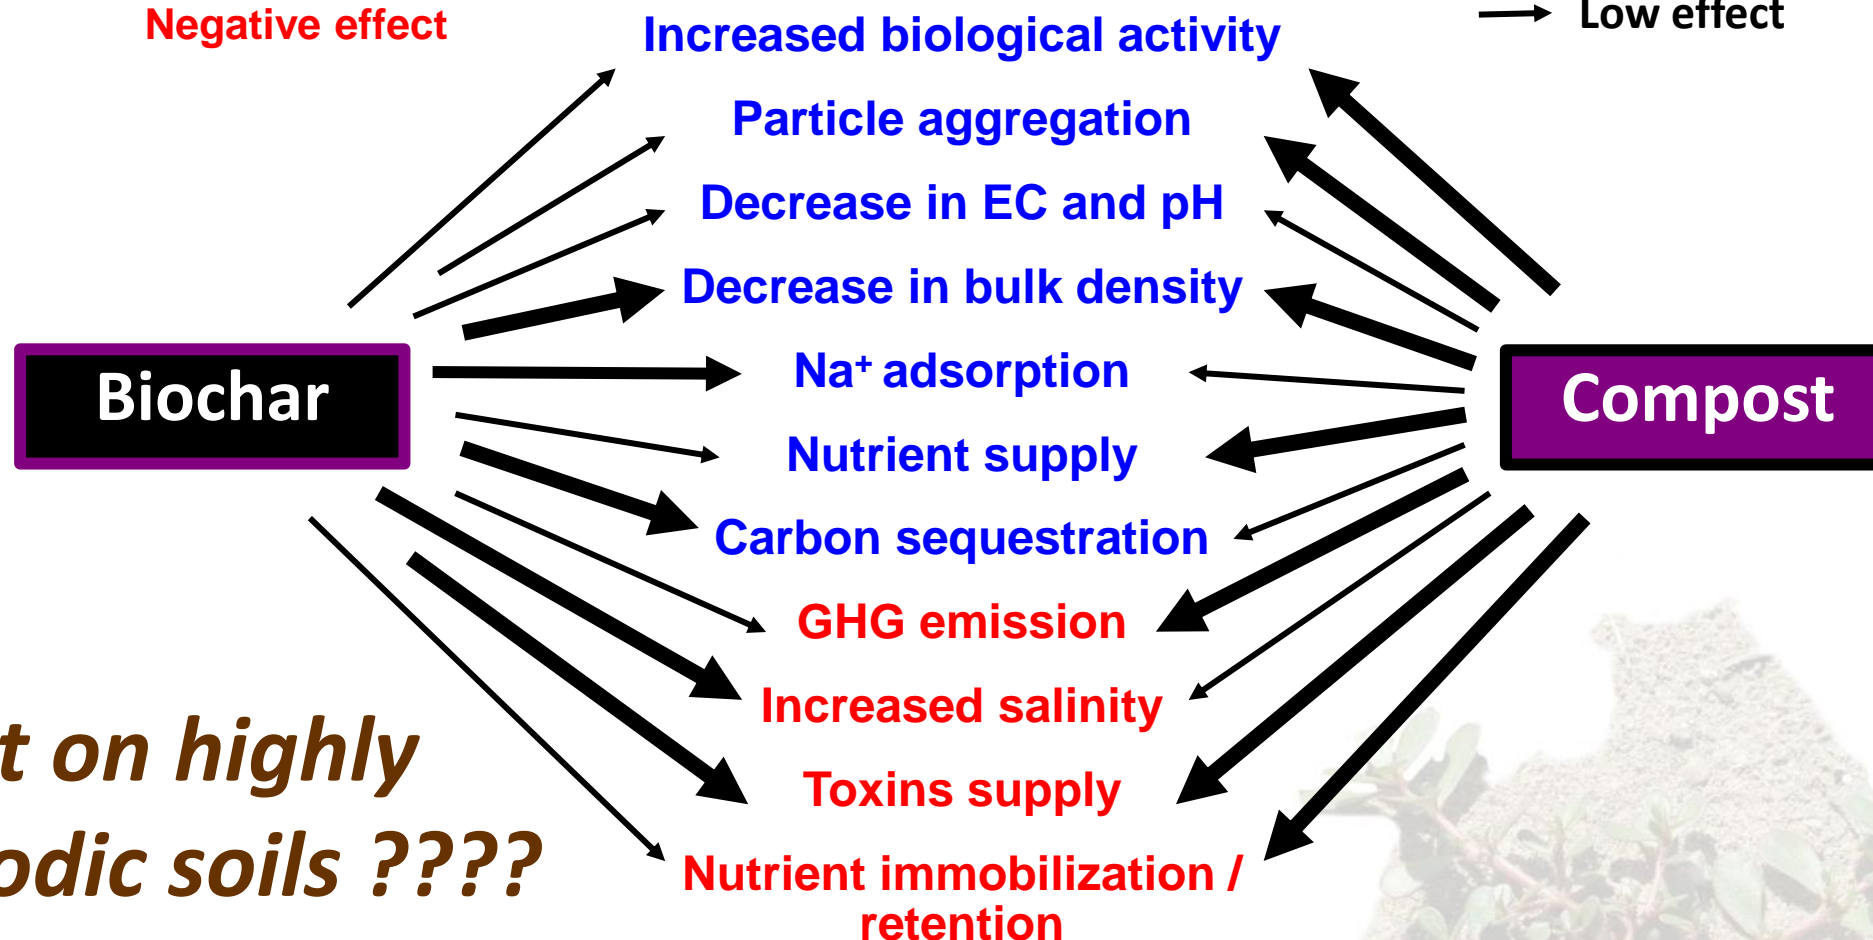 Negative effect
Low effect
Increased biological activity
Particle aggregation
Decrease in EC and pH
Decrease in bulk density
Na⁺ adsorption
Biochar
Compost
Nutrient supply
Carbon sequestration
GHG emission
Increased salinity
t on highly
Toxins supply
odic soils ????
Nutrient immobilization /
retention